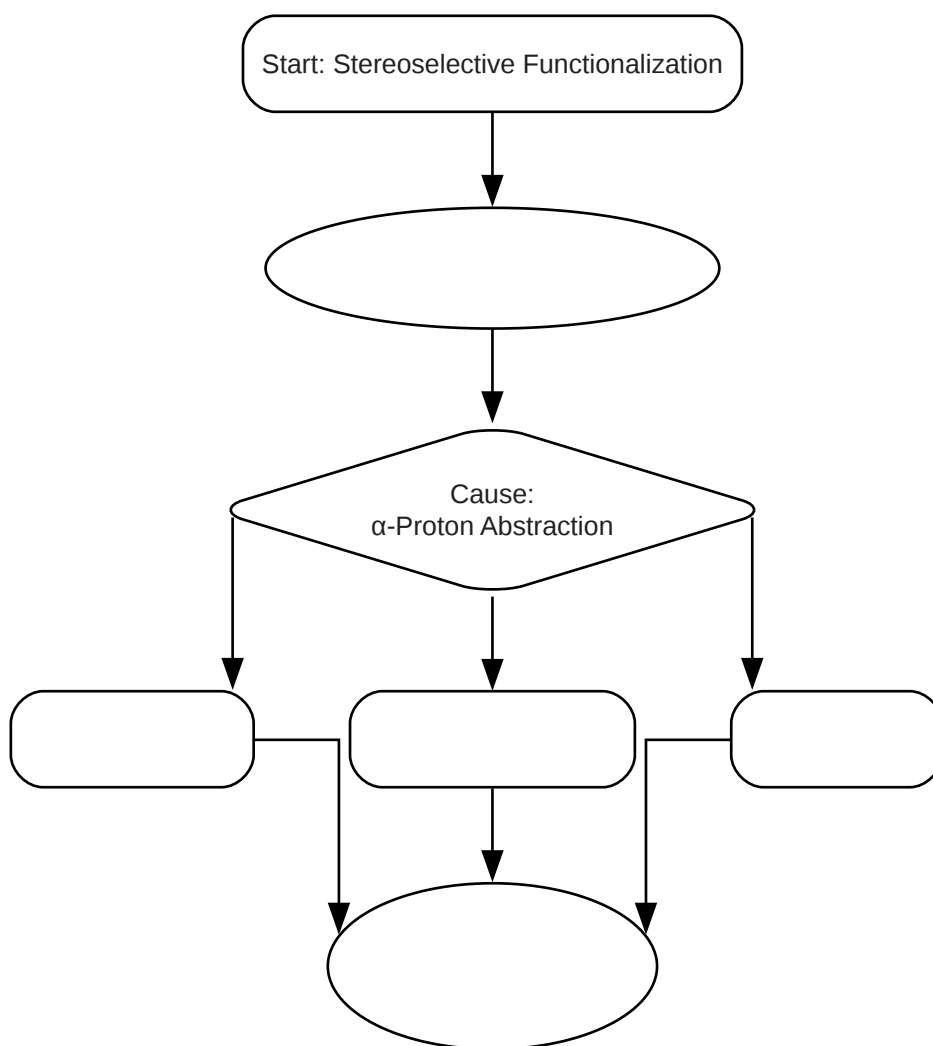 Start: Stereoselective Functionalization
Cause:
α-Proton Abstraction